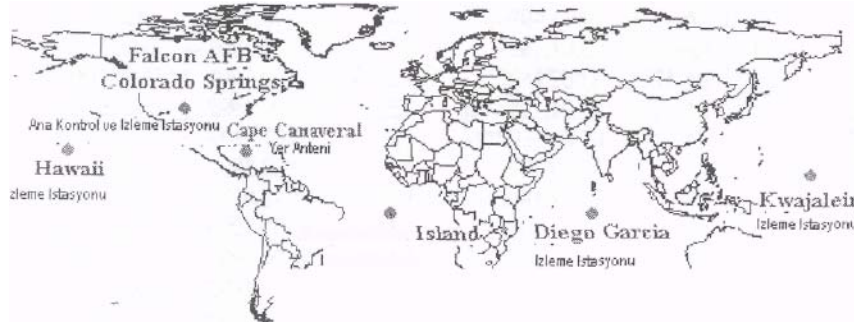 Falcon AFB
Colorado Springs
Ana Kontrol ve İzleme İstasyonu
Cape Canaveral
Yer Anteni
Hawaii
zleme İstasyonu
Island
Diego Garcia
İzleme İstasyonu
Kwajalein
İzleme İstasyonu